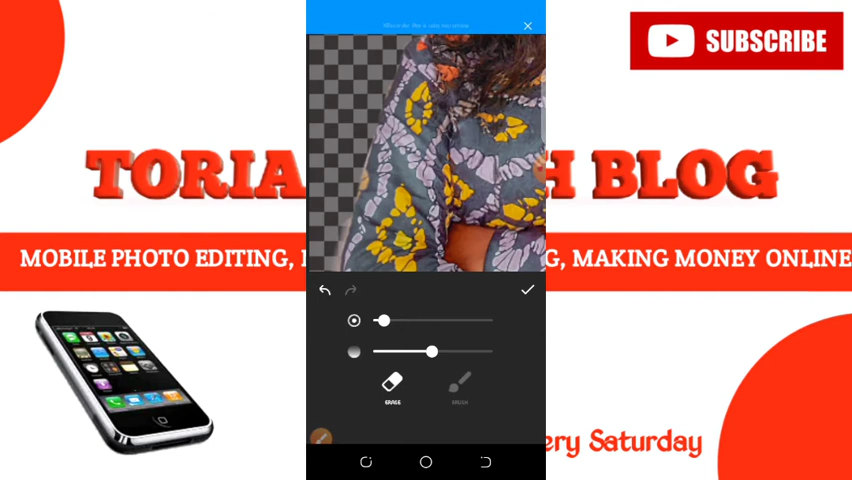 SUBSCRIBE
TORIA
H BLOG
MOBILE PHOTO EDITING,
G, MAKING MONEY ONLINE
ERASE
BRUSH
ery Saturday